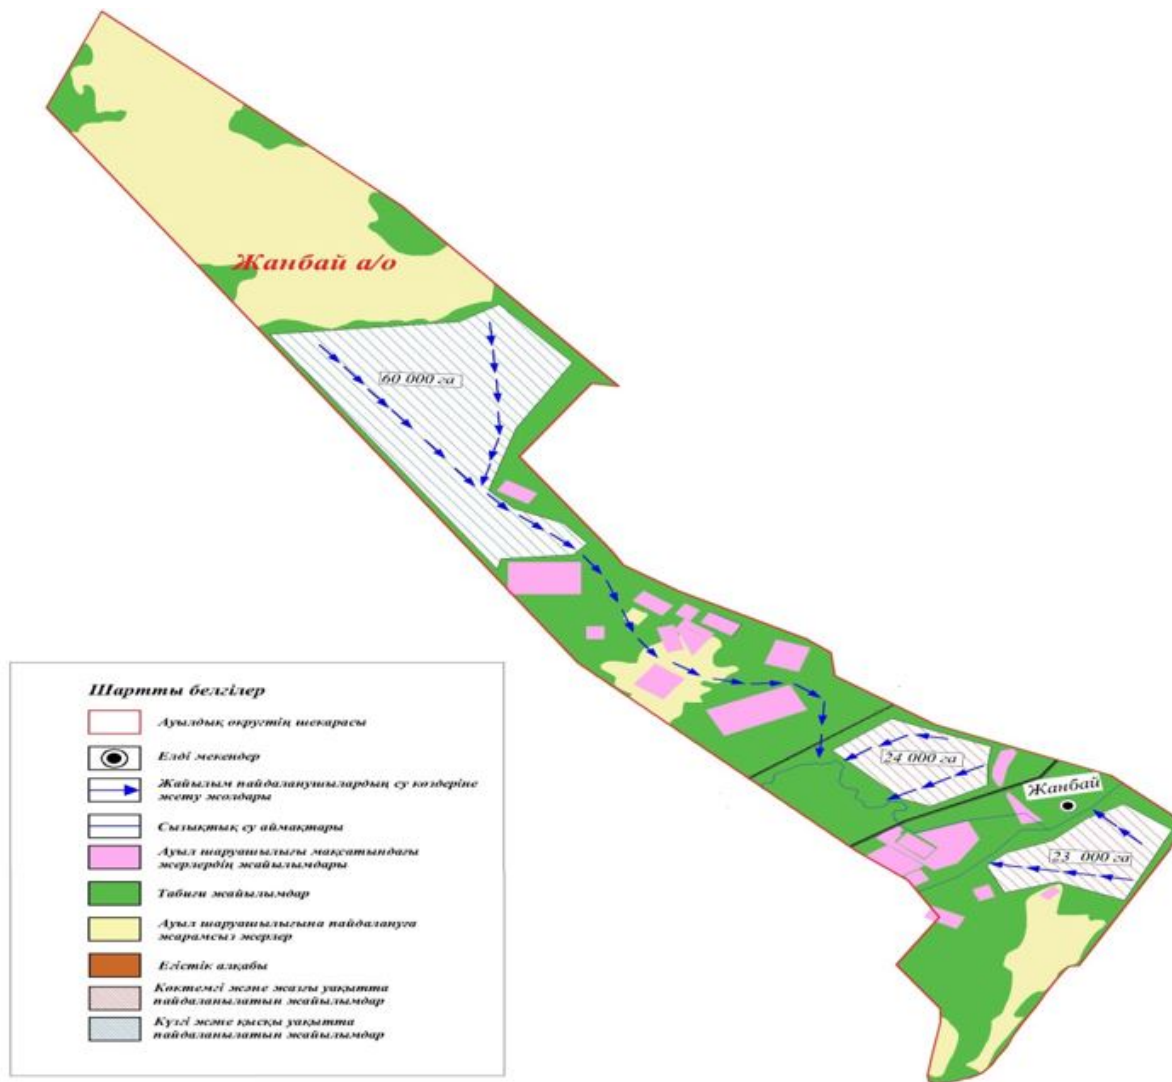 Жанбай а/о
60 000 га
24 000 га
Жанбай
23 000 га
Шартты белгілер
Ауылдық округтің шекарасы
Елді мекендер
Жайылым пайдаланушылардың су көздеріне
жету жолдары
Сызықтық су аймақтары
Ауыл шаруашылығы мақсатындағы
жерлердің жайылымдары
Табиғи жайылымдар
Ауыл шаруашылығына пайдалануға
жарамсыз жерлер
Егістік алқабы
Көктемгі және жазғы уақытта
пайдаланылатын жайылымдар
Күзгі және қысқы уақытта
пайдаланылатын жайылымдар